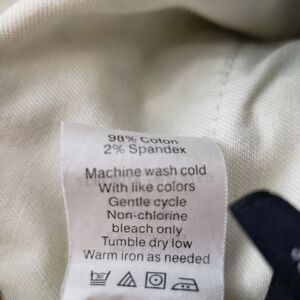 98% Coton
2% Spandex
Machine wash cold
With like colors
Gentle cycle
Non-chlorine
bleach only
Tumble dry low
Warm iron as needed